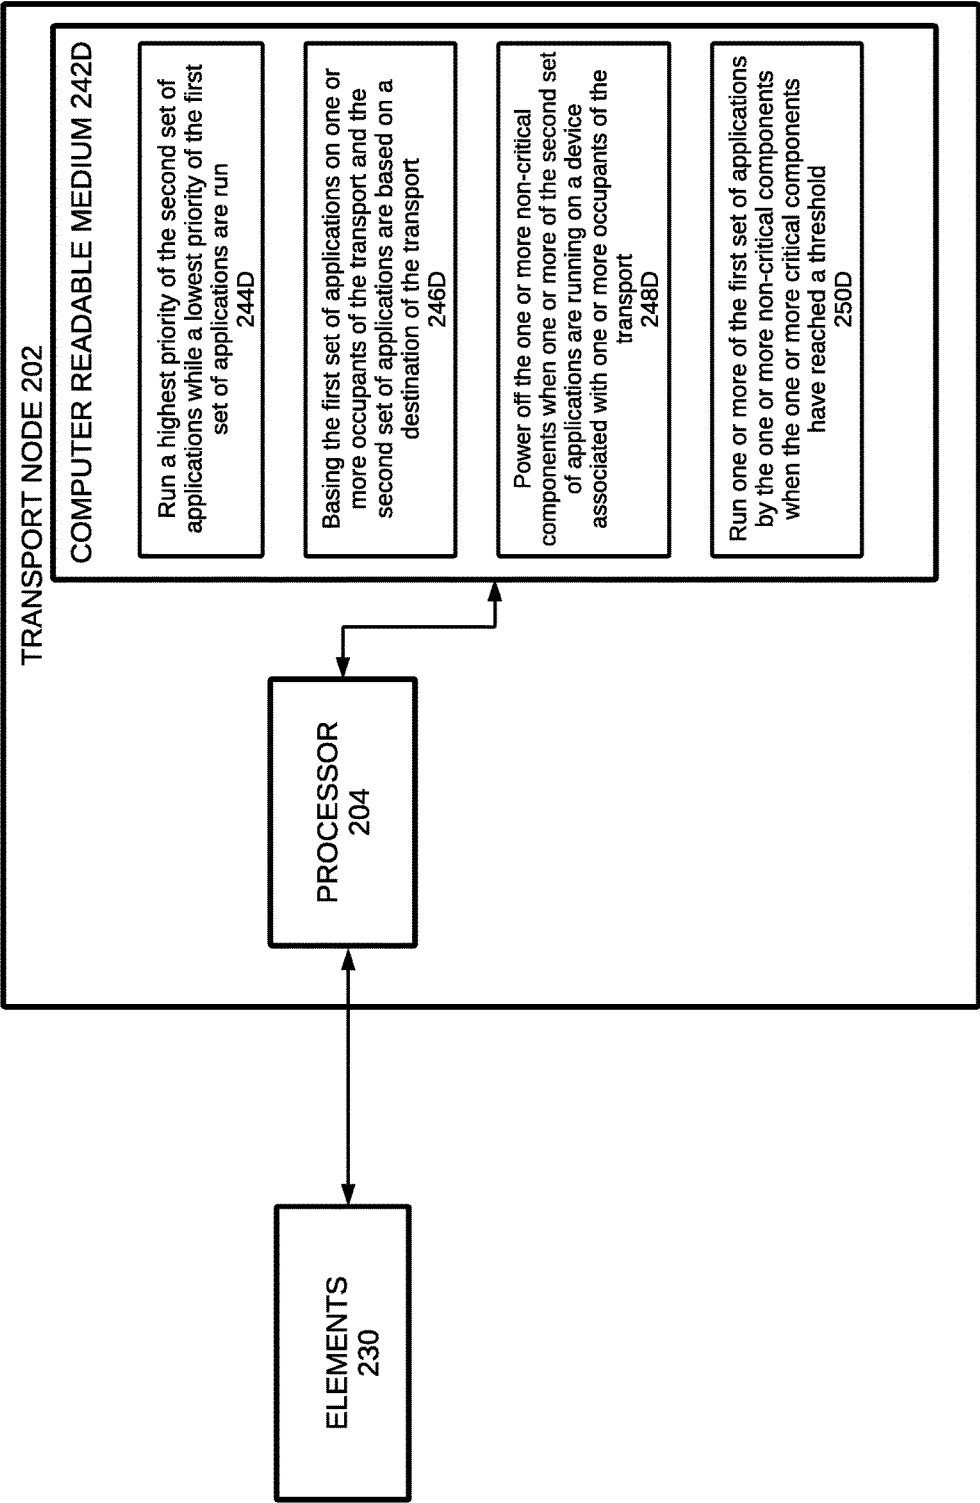 TRANSPORT NODE 202
COMPUTER READABLE MEDIUM 242D
Run a highest priority of the second set of
applications while a lowest priority of the first
set of applications are run
244D
Basing the first set of applications on one or
more occupants of the transport and the
second set of applications are based on a
destination of the transport
246D
Power off the one or more non-critical
components when one or more of the second set
of applications are running on a device
associated with one or more occupants of the
transport
248D
Run one or more of the first set of applications
by the one or more non-critical components
when the one or more critical components
have reached a threshold
250D
PROCESSOR
204
ELEMENTS
230